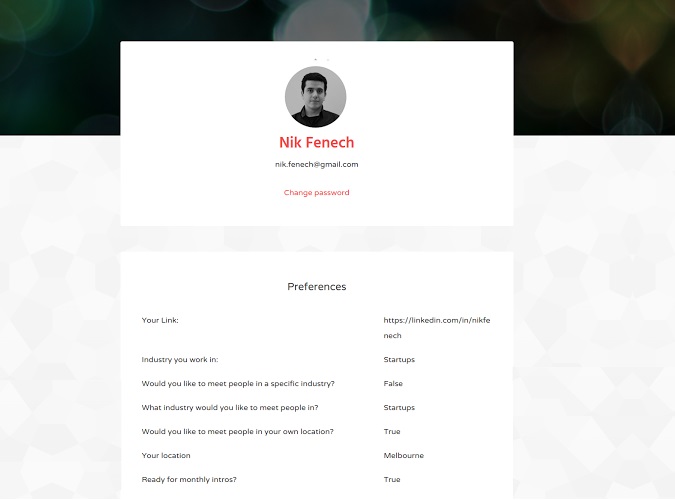 Nik Fenech
nik.fenech@gmail.com
Change password
Preferences
Your Link: https://linkedin.com/in/nikfe
nech
Industry you work in: Startups
Would you like to meet people in a specific industry? False
What industry would you like to meet people in? Startups
Would you like to meet people in your own location? True
Your location Melbourne
Ready for monthly intros? True